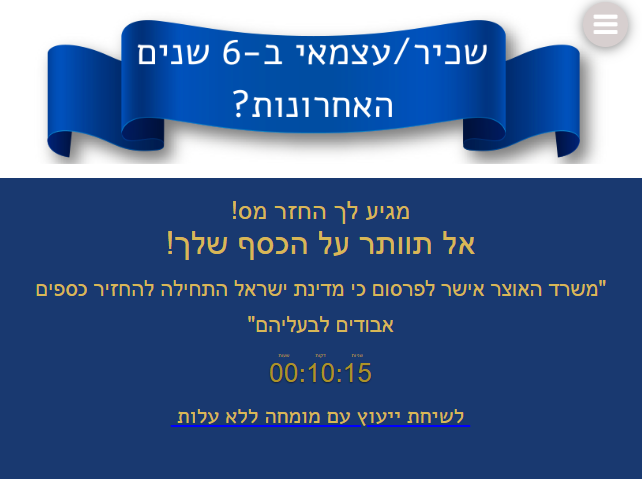 שכיר/עצמאי ב-6 שנים
האחרונות?
מגיע לך החזר מס!
אל תוותר על הכסף שלך!
"משרד האוצר אישר לפרסום כי מדינת ישראל התחילה להחזיר כספים
אבודים לבעליהם"
00:10:15
לשיחת ייעוץ עם מומחה ללא עלות